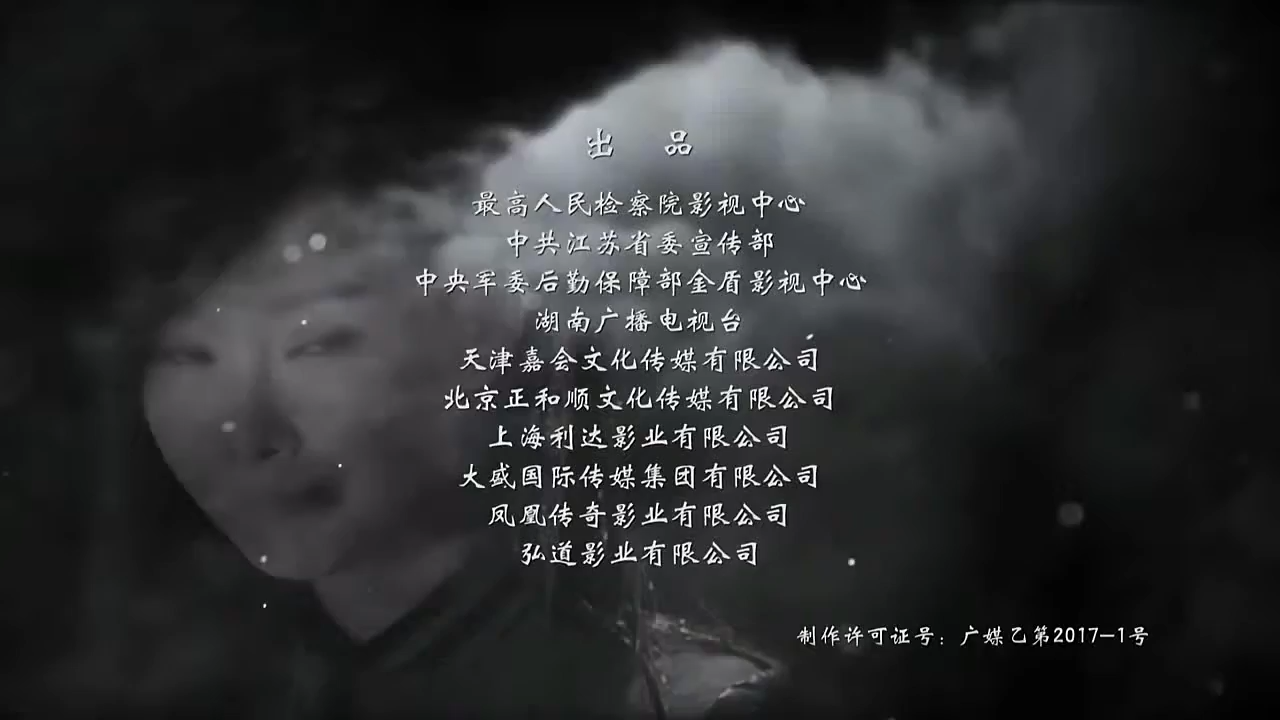 出 品
最高人民检察院影视中心
中共江苏省委宣传部
中央军委后勤保障部金盾影视中心
湖南广播电视台
天津嘉会文化传媒有限公司
北京正和顺文化传媒有限公司
上海利达影业有限公司
大盛国际传媒集团有限公司
凤凰传奇影业有限公司
弘道影业有限公司
制作许可证号：广媒乙第2017-1号